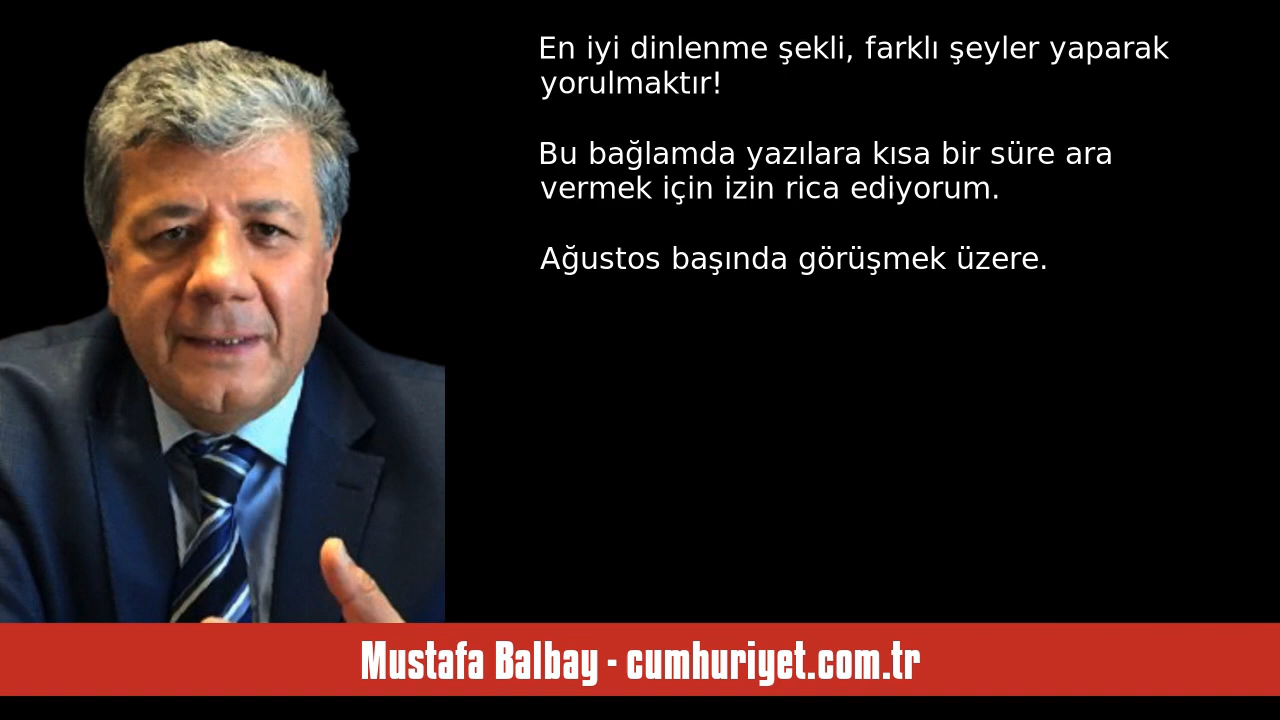 En iyi dinlenme şekli, farklı şeyler yaparak
yorulmaktır!
Bu bağlamda yazılara kısa bir süre ara
vermek için izin rica ediyorum.
Ağustos başında görüşmek üzere.
Mustafa Balbay - cumhuriyet.com.tr